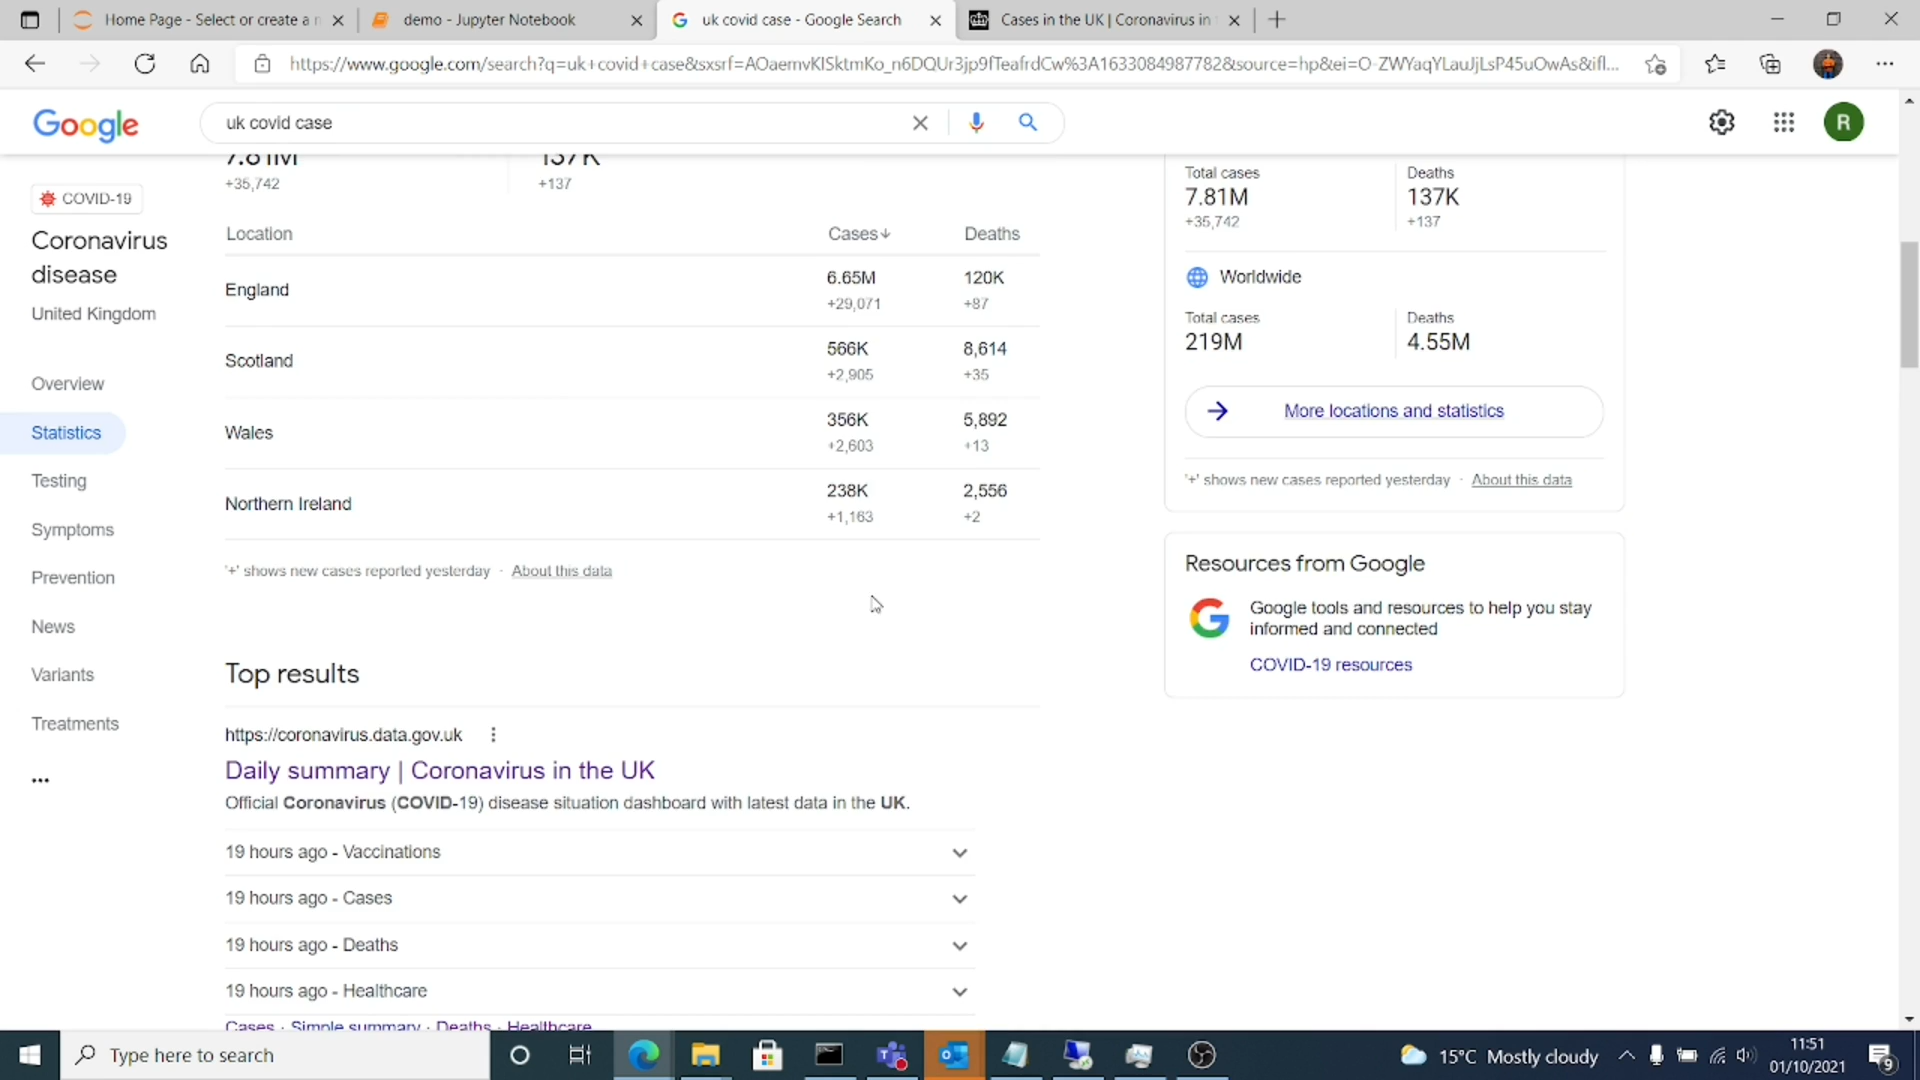 Home Page - Select or create a n
demo - Jupyter Notebook
uk covid case - Google Search
Cases in the UK | Coronavirus in
https://www.google.com/search?q=uk+covid+case&sxsrf=AOaemvKlSktmKo_n6DQUr3jp9fTeafrdCw%3A1633084987782&source=hp&ei=O-ZWYaqYLauJjLsP45uOwAs&ifl...
Google
uk covid case
R
7.81M
137K
+35,742
+137
COVID-19
Coronavirus
disease
United Kingdom
Overview
Statistics
Testing
Symptoms
Prevention
News
Variants
Treatments
Location
Cases
Deaths
England
6.65M
120K
+29,071
+87
Scotland
566K
8,614
+2,905
+35
Wales
356K
5,892
+2,603
+13
Northern Ireland
238K
2,556
+1,163
+2
'+' shows new cases reported yesterday · About this data
Top results
https://coronavirus.data.gov.uk
Daily summary | Coronavirus in the UK
Official Coronavirus (COVID-19) disease situation dashboard with latest data in the UK.
19 hours ago - Vaccinations
19 hours ago - Cases
19 hours ago - Deaths
19 hours ago - Healthcare
Cases · Simple summary · Deaths · Healthcare
Total cases
Deaths
7.81M
137K
+35,742
+137
Worldwide
Total cases
Deaths
219M
4.55M
More locations and statistics
'+' shows new cases reported yesterday · About this data
Resources from Google
Google tools and resources to help you stay
informed and connected
COVID-19 resources
Type here to search
15°C Mostly cloudy
11:51
01/10/2021
9